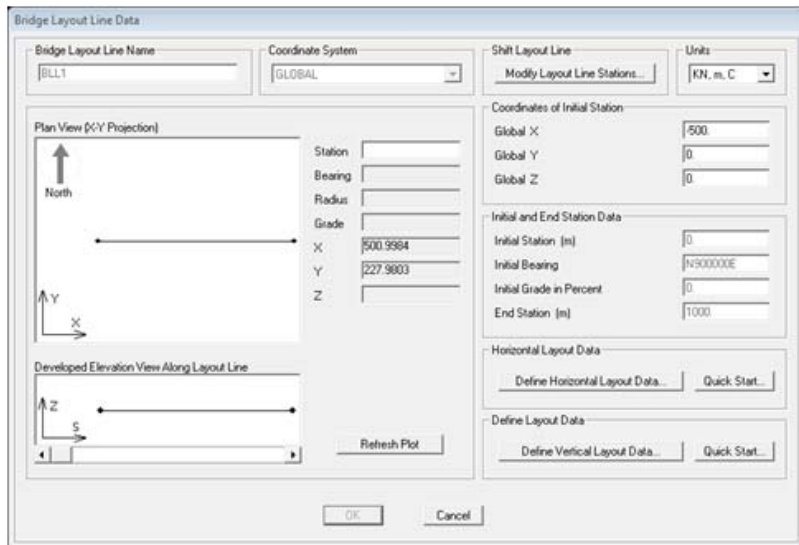 Bridge Layout Line Data
Bridge Layout Line Name
BLL1
Coordinate System
GLOBAL
Shift Layout Line
Modify Layout Line Stations...
Units
KN, m, C
Plan View (X-Y Projection)
North
Y
X
Station
Bearing
Radius
Grade
X 500.9984
Y 227.9803
Z
Coordinates of Initial Station
Global X -500.
Global Y 0.
Global Z 0.
Initial and End Station Data
Initial Station (m) 0.
Initial Bearing N900000E
Initial Grade in Percent 0.
End Station (m) 1000.
Developed Elevation View Along Layout Line
Z
S
Refresh Plot
Horizontal Layout Data
Define Horizontal Layout Data... Quick Start...
Define Layout Data
Define Vertical Layout Data... Quick Start...
OK Cancel